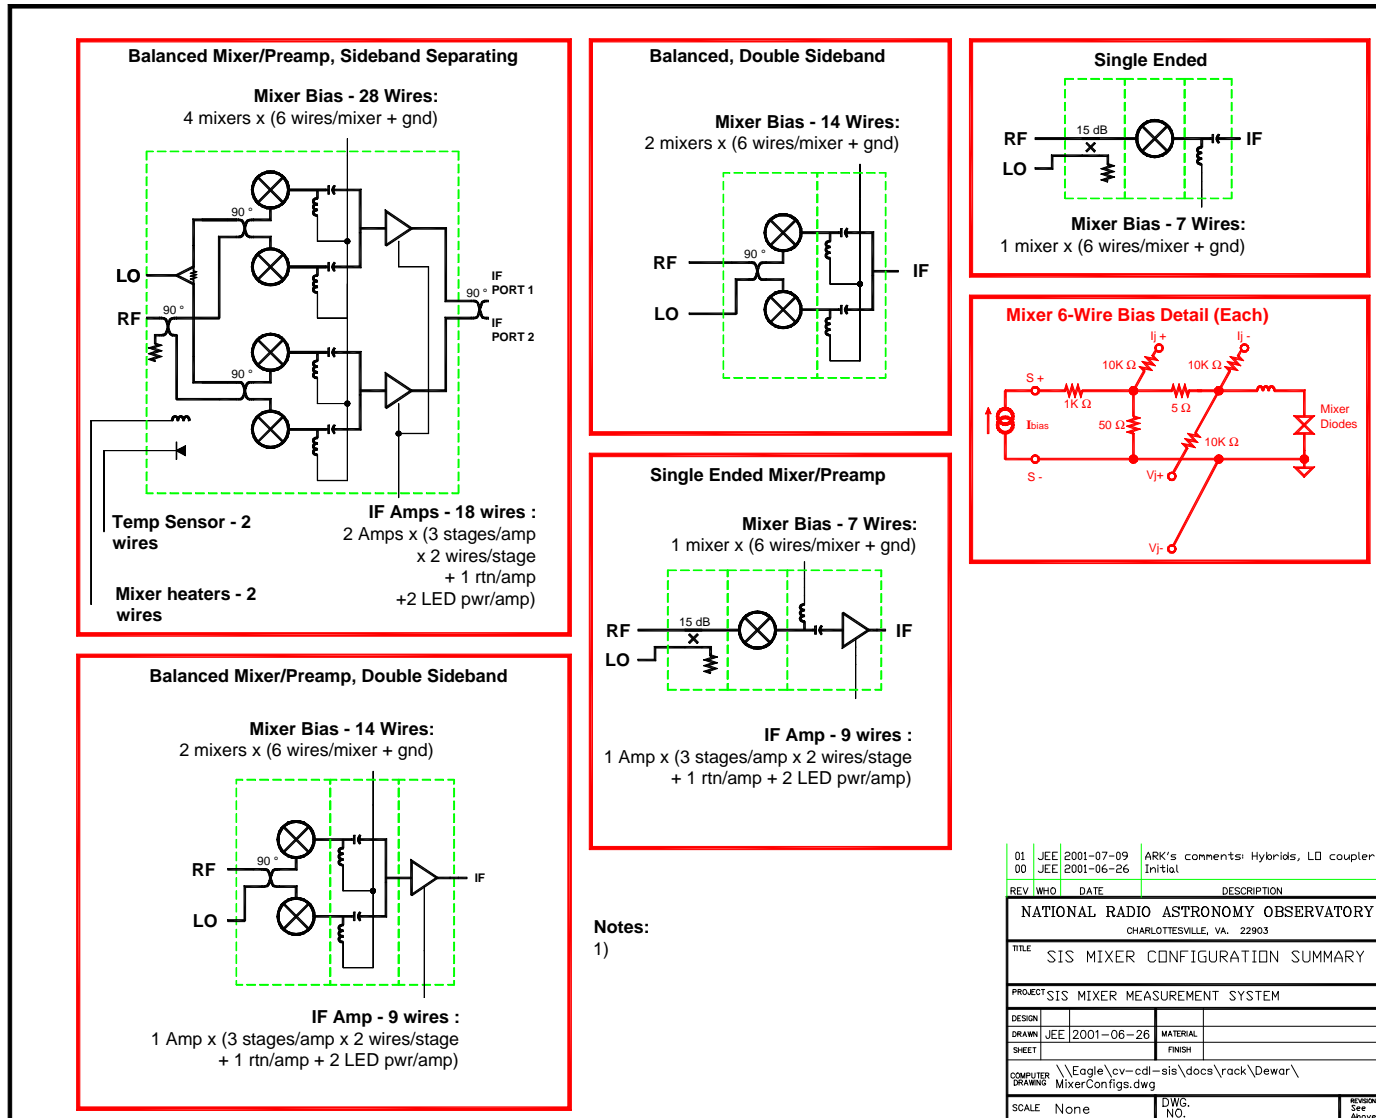 Balanced Mixer/Preamp, Sideband Separating
Mixer Bias - 28 Wires:
4 mixers x (6 wires/mixer + gnd)
90 °
LO
RF
90 °
90 °
90 °
IF
PORT 1
IF
PORT 2
Temp Sensor - 2
wires
Mixer heaters - 2
wires
IF Amps - 18 wires :
2 Amps x (3 stages/amp
x 2 wires/stage
+ 1 rtn/amp
+2 LED pwr/amp)
Balanced Mixer/Preamp, Double Sideband
Mixer Bias - 14 Wires:
2 mixers x (6 wires/mixer + gnd)
RF
90 °
LO
IF
IF Amp - 9 wires :
1 Amp x (3 stages/amp x 2 wires/stage
+ 1 rtn/amp + 2 LED pwr/amp)
Balanced, Double Sideband
Mixer Bias - 14 Wires:
2 mixers x (6 wires/mixer + gnd)
RF
90 °
LO
IF
Single Ended Mixer/Preamp
Mixer Bias - 7 Wires:
1 mixer x (6 wires/mixer + gnd)
RF
15 dB
LO
IF
IF Amp - 9 wires :
1 Amp x (3 stages/amp x 2 wires/stage
+ 1 rtn/amp + 2 LED pwr/amp)
Notes:
1)
Single Ended
RF
15 dB
IF
LO
Mixer Bias - 7 Wires:
1 mixer x (6 wires/mixer + gnd)
Mixer 6-Wire Bias Detail (Each)
Ij +
Ij -
10K Ω
10K Ω
S +
1K Ω
5 Ω
Ibias
50 Ω
10K Ω
Mixer
Diodes
S -
Vj+
Vj-
01 JEE 2001-07-09 ARK's comments: Hybrids, LO coupler
00 JEE 2001-06-26 Initial
REV WHO DATE DESCRIPTION
NATIONAL RADIO ASTRONOMY OBSERVATORY
CHARLOTTESVILLE, VA. 22903
TITLE SIS MIXER CONFIGURATION SUMMARY
PROJECT SIS MIXER MEASUREMENT SYSTEM
DESIGN
DRAWN JEE 2001-06-26 MATERIAL
SHEET FINISH
COMPUTER DRAWING \\Eagle\cv-cdl-sis\docs\rack\Dewar\
MixerConfigs.dwg
SCALE None DWG. NO. REVISION See Above